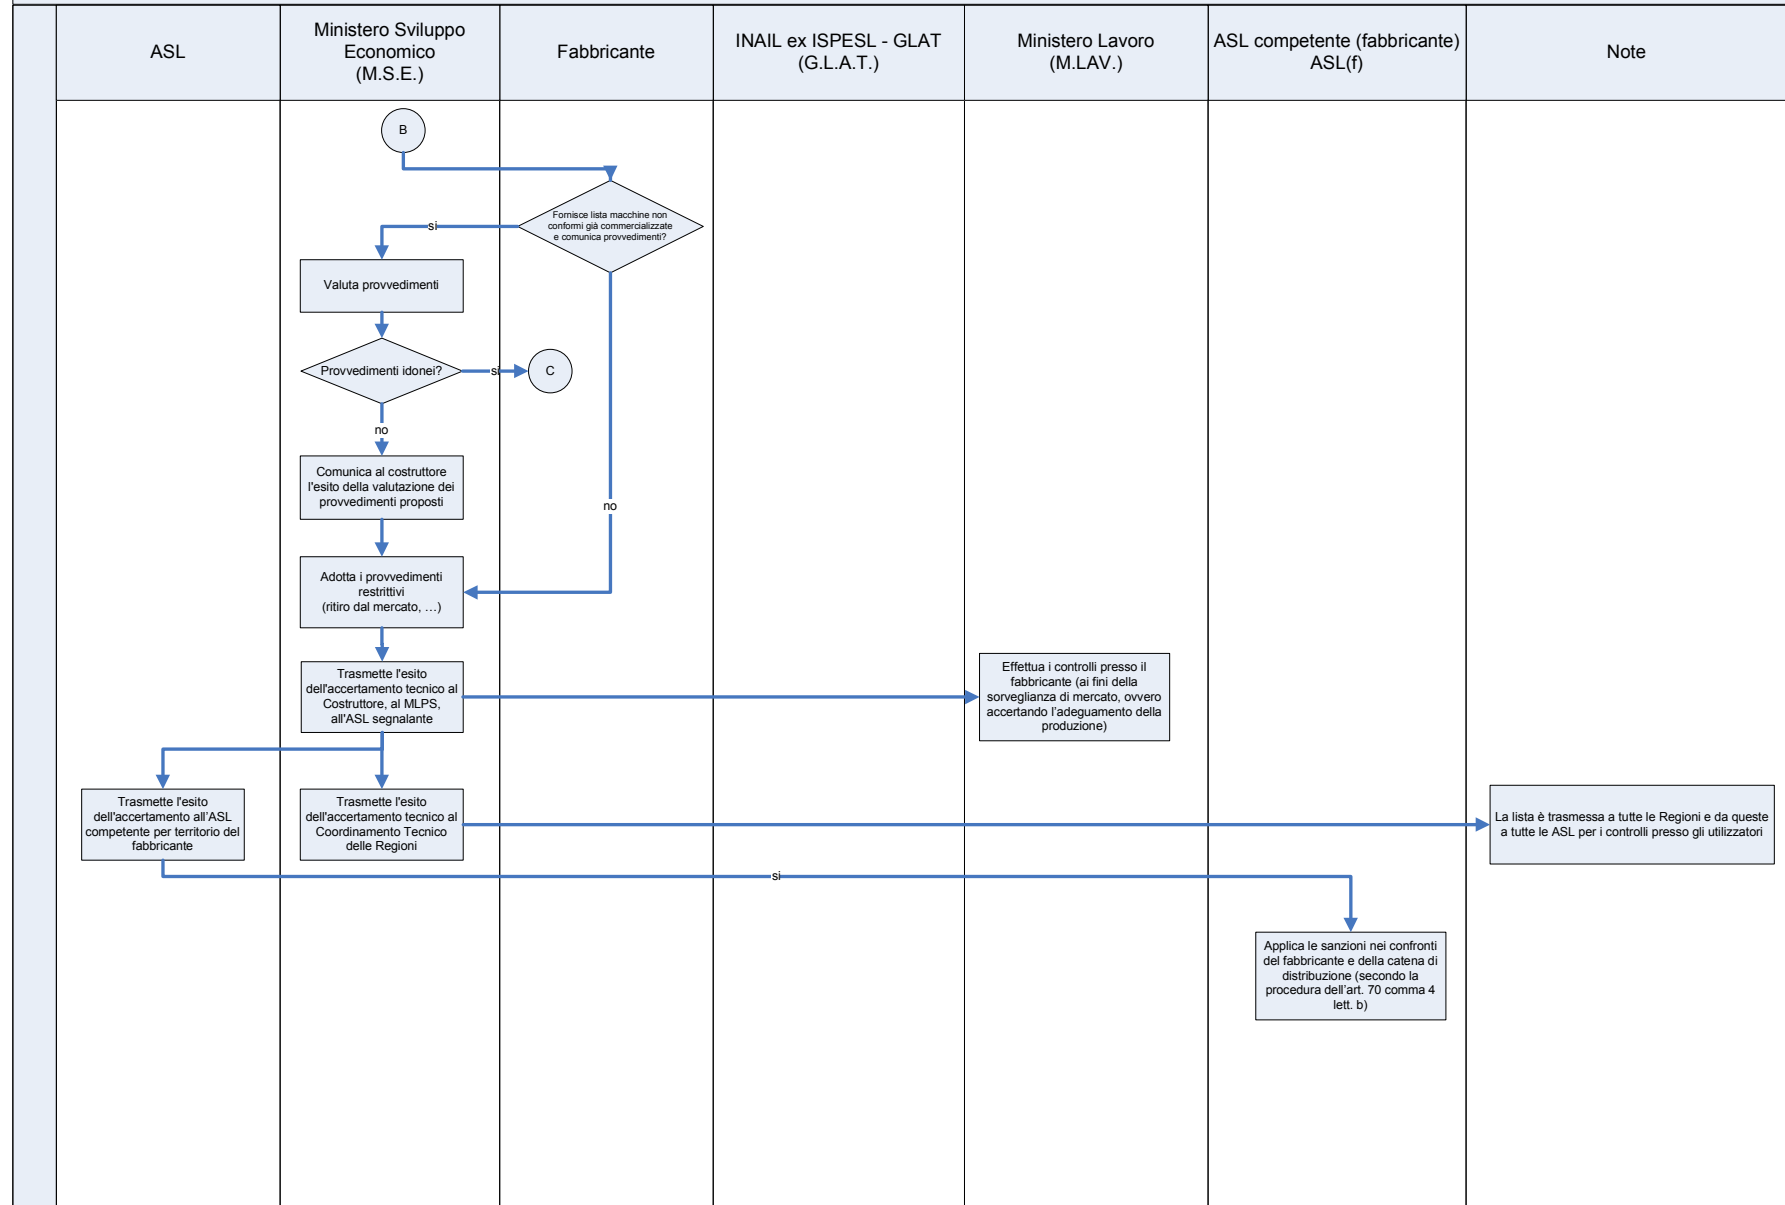 ASL
Ministero Sviluppo
Economico
(M.S.E.)
Fabbricante
INAIL ex ISPESL - GLAT
(G.L.A.T.)
Ministero Lavoro
(M.LAV.)
ASL competente (fabbricante)
ASL(f)
Note
B
Fornisce lista macchine non
conformi già commercializzate
e comunica provvedimenti?
si
Valuta provvedimenti
Provvedimenti idonei?
si
C
no
Comunica al costruttore
l'esito della valutazione dei
provvedimenti proposti
no
Adotta i provvedimenti
restrittivi
(ritiro dal mercato, …)
Trasmette l'esito
dell'accertamento tecnico al
Costruttore, al MLPS,
all'ASL segnalante
Effettua i controlli presso il
fabbricante (ai fini della
sorveglianza di mercato, ovvero
accertando l'adeguamento della
produzione)
Trasmette l'esito
dell'accertamento all'ASL
competente per territorio del
fabbricante
Trasmette l'esito
dell'accertamento tecnico al
Coordinamento Tecnico
delle Regioni
La lista è trasmessa a tutte le Regioni e da queste
a tutte le ASL per i controlli presso gli utilizzatori
si
Applica le sanzioni nei confronti
del fabbricante e della catena di
distribuzione (secondo la
procedura dell'art. 70 comma 4
lett. b)